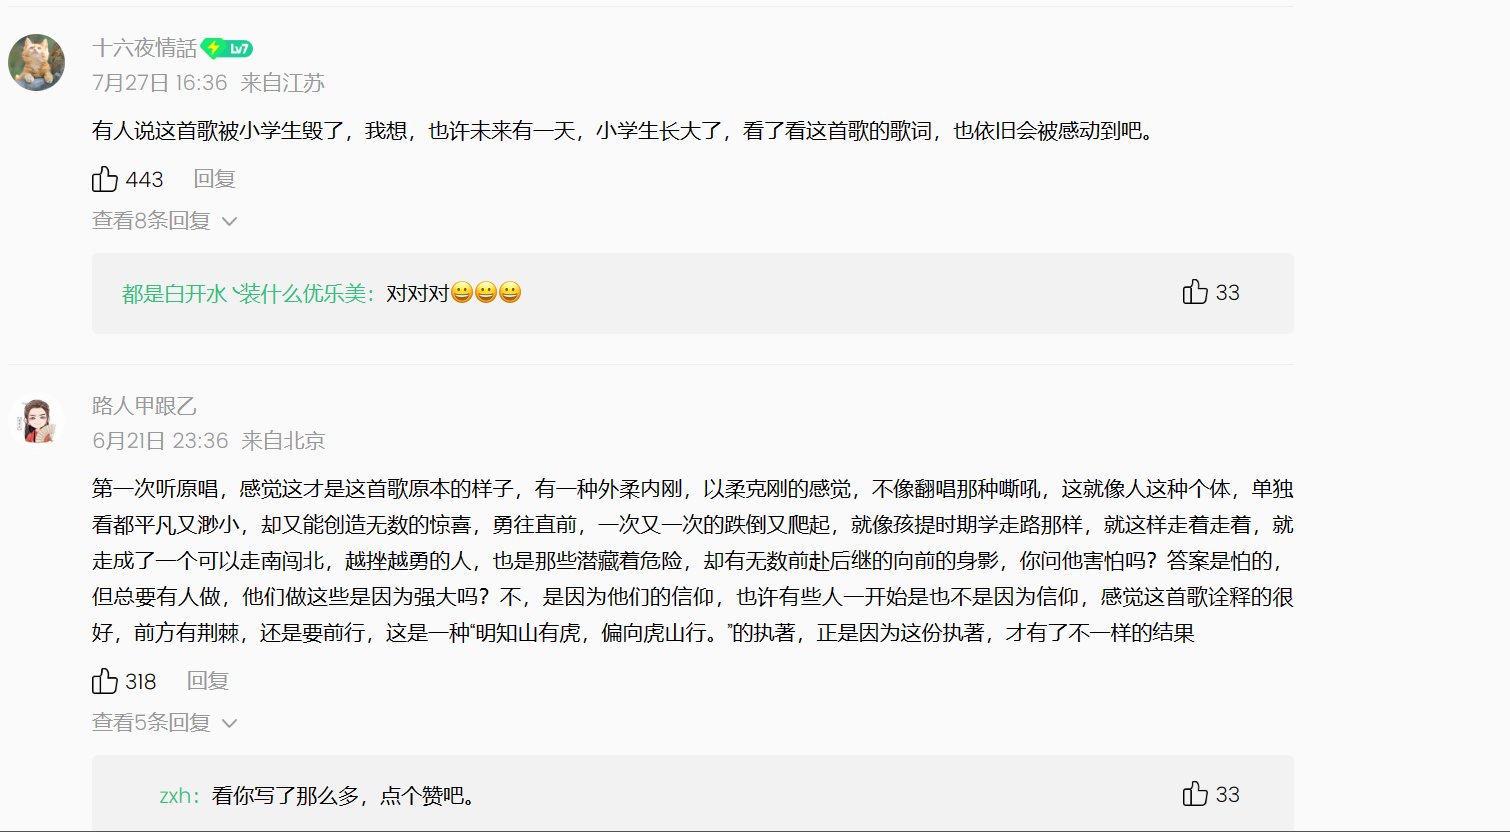 十六夜情話 Lv7
7月27日 16:36 来自江苏
有人说这首歌被小学生毁了，我想，也许未来有一天，小学生长大了，看了看这首歌的歌词，也依旧会被感动到吧。
443 回复
查看8条回复
都是白开水丶装什么优乐美：对对对😀😀😀 33
路人甲跟乙
6月21日 23:36 来自北京
第一次听原唱，感觉这才是这首歌原本的样子，有一种外柔内刚，以柔克刚的感觉，不像翻唱那种嘶吼，这就像人这种个体，单独
看都平凡又渺小，却又能创造无数的惊喜，勇往直前，一次又一次的跌倒又爬起，就像孩提时期学走路那样，就这样走着走着，就
走成了一个可以走南闯北，越挫越勇的人，也是那些潜藏着危险，却有无数前赴后继的向前的身影，你问他害怕吗？答案是怕的，
但总要有人做，他们做这些是因为强大吗？不，是因为他们的信仰，也许有些人一开始是也不是因为信仰，感觉这首歌诠释的很
好，前方有荆棘，还是要前行，这是一种“明知山有虎，偏向虎山行。”的执著，正是因为这份执著，才有了不一样的结果
318 回复
查看5条回复
zxh：看你写了那么多，点个赞吧。 33